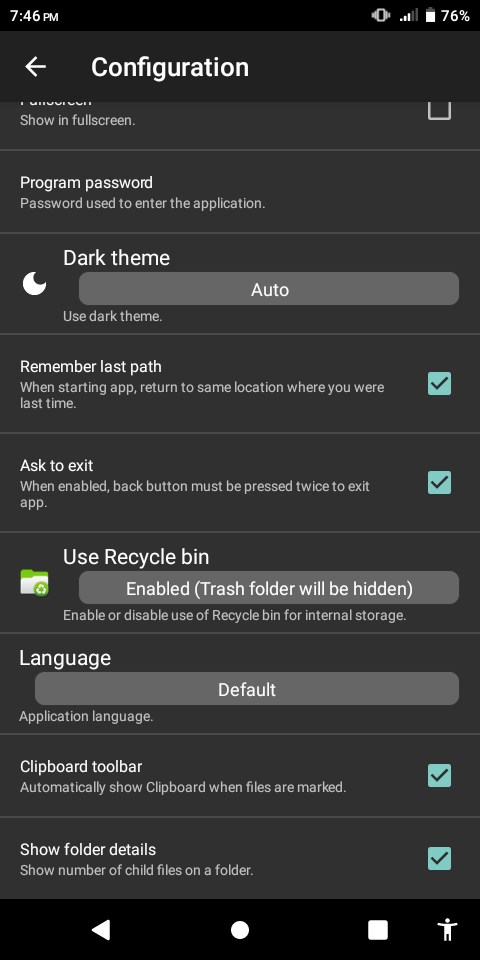 7:46 PM
76%
Configuration
Fullscreen
Show in fullscreen.
Program password
Password used to enter the application.
Dark theme
Auto
Use dark theme.
Remember last path
When starting app, return to same location where you were
last time.
Ask to exit
When enabled, back button must be pressed twice to exit
app.
Use Recycle bin
Enabled (Trash folder will be hidden)
Enable or disable use of Recycle bin for internal storage.
Language
Default
Application language.
Clipboard toolbar
Automatically show Clipboard when files are marked.
Show folder details
Show number of child files on a folder.